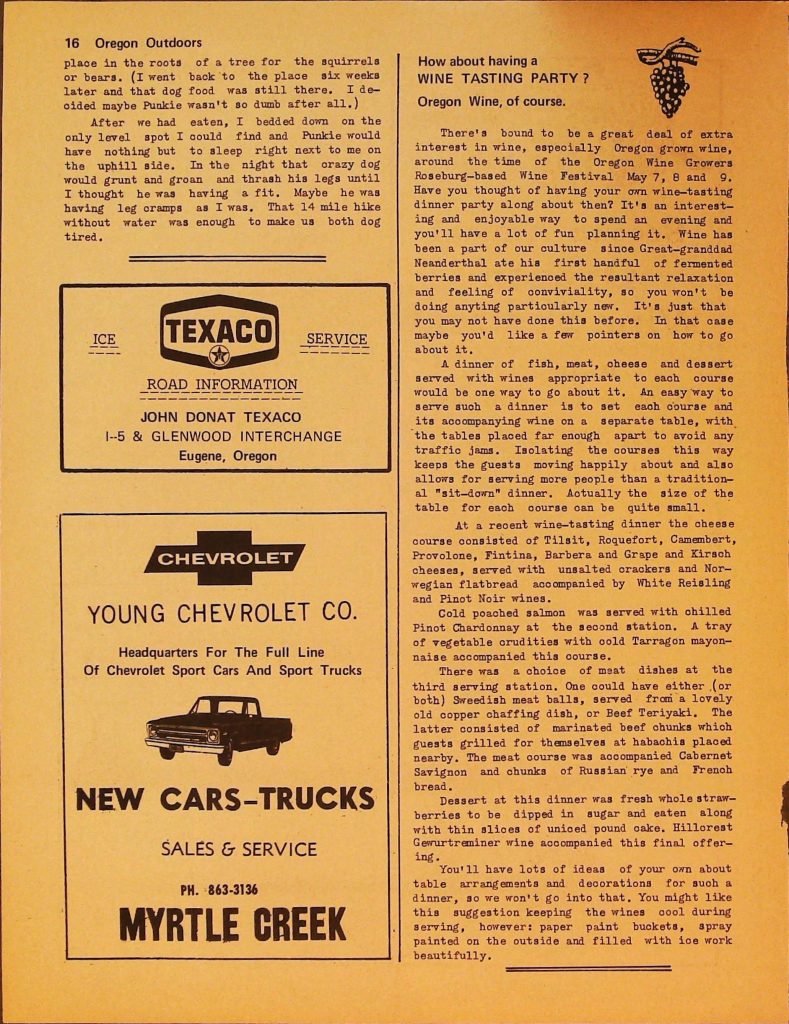 16 Oregon Outdoors
place in the roots of a tree for the squirrels
or bears. (I went back to the place six weeks
later and that dog food was still there. I de-
cided maybe Punkie wasn't so dumb after all.)
After we had eaten, I bedded down on the
only level spot I could find and Punkie would
have nothing but to sleep right next to me on
the uphill side. In the night that crazy dog
would grunt and groan and thrash his legs until
I thought he was having a fit. Maybe he was
having leg cramps as I was. That 14 mile hike
without water was enough to make us both dog
tired.
TEXACO
T
ICE
SERVICE
ROAD INFORMATION
JOHN DONAT TEXACO
I--5 & GLENWOOD INTERCHANGE
Eugene, Oregon
CHEVROLET
YOUNG CHEVROLET CO.
Headquarters For The Full Line
Of Chevrolet Sport Cars And Sport Trucks
NEW CARS-TRUCKS
SALES & SERVICE
PH. 863-3136
MYRTLE CREEK
How about having a
WINE TASTING PARTY ?
Oregon Wine, of course.
There's bound to be a great deal of extra
interest in wine, especially Oregon grown wine,
around the time of the Oregon Wine Growers
Roseburg-based Wine Festival May 7, 8 and 9.
Have you thought of having your own wine-tasting
dinner party along about then? It's an interest-
ing and enjoyable way to spend an evening and
you'll have a lot of fun planning it. Wine has
been a part of our culture since Great-granddad
Neanderthal ate his first handful of fermented
berries and experienced the resultant relaxation
and feeling of conviviality, so you won't be
doing anyting particularly new. It's just that
you may not have done this before. In that case
maybe you'd like a few pointers on how to go
about it.
A dinner of fish, meat, cheese and dessert
served with wines appropriate to each course
would be one way to go about it. An easy way to
serve such a dinner is to set each course and
its accompanying wine on a separate table, with
the tables placed far enough apart to avoid any
traffic jams. Isolating the courses this way
keeps the guests moving happily about and also
allows for serving more people than a tradition-
al "sit-down" dinner. Actually the size of the
table for each course can be quite small.
At a recent wine-tasting dinner the cheese
course consisted of Tilsit, Roquefort, Camembert,
Provolone, Fintina, Barbera and Grape and Kirsch
cheeses, served with unsalted crackers and Nor-
wegian flatbread accompanied by White Reisling
and Pinot Noir wines.
Cold poached salmon was served with chilled
Pinot Chardonnay at the second station. A tray
of vegetable crudities with cold Tarragon mayon-
naise accompanied this course.
There was a choice of meat dishes at the
third serving station. One could have either (or
both) Swedish meat balls, served from a lovely
old copper chaffing dish, or Beef Teriyaki. The
latter consisted of marinated beef chunks which
guests grilled for themselves at habachis placed
nearby. The meat course was accompanied Cabernet
Savignon and chunks of Russian rye and French
bread.
Dessert at this dinner was fresh whole straw-
berries to be dipped in sugar and eaten along
with thin slices of uniced pound cake. Hillcrest
Gewurtreminer wine accompanied this final offer-
ing.
You'll have lots of ideas of your own about
table arrangements and decorations for such a
dinner, so we won't go into that. You might like
this suggestion keeping the wines cool during
serving, however: paper paint buckets, spray
painted on the outside and filled with ice work
beautifully.